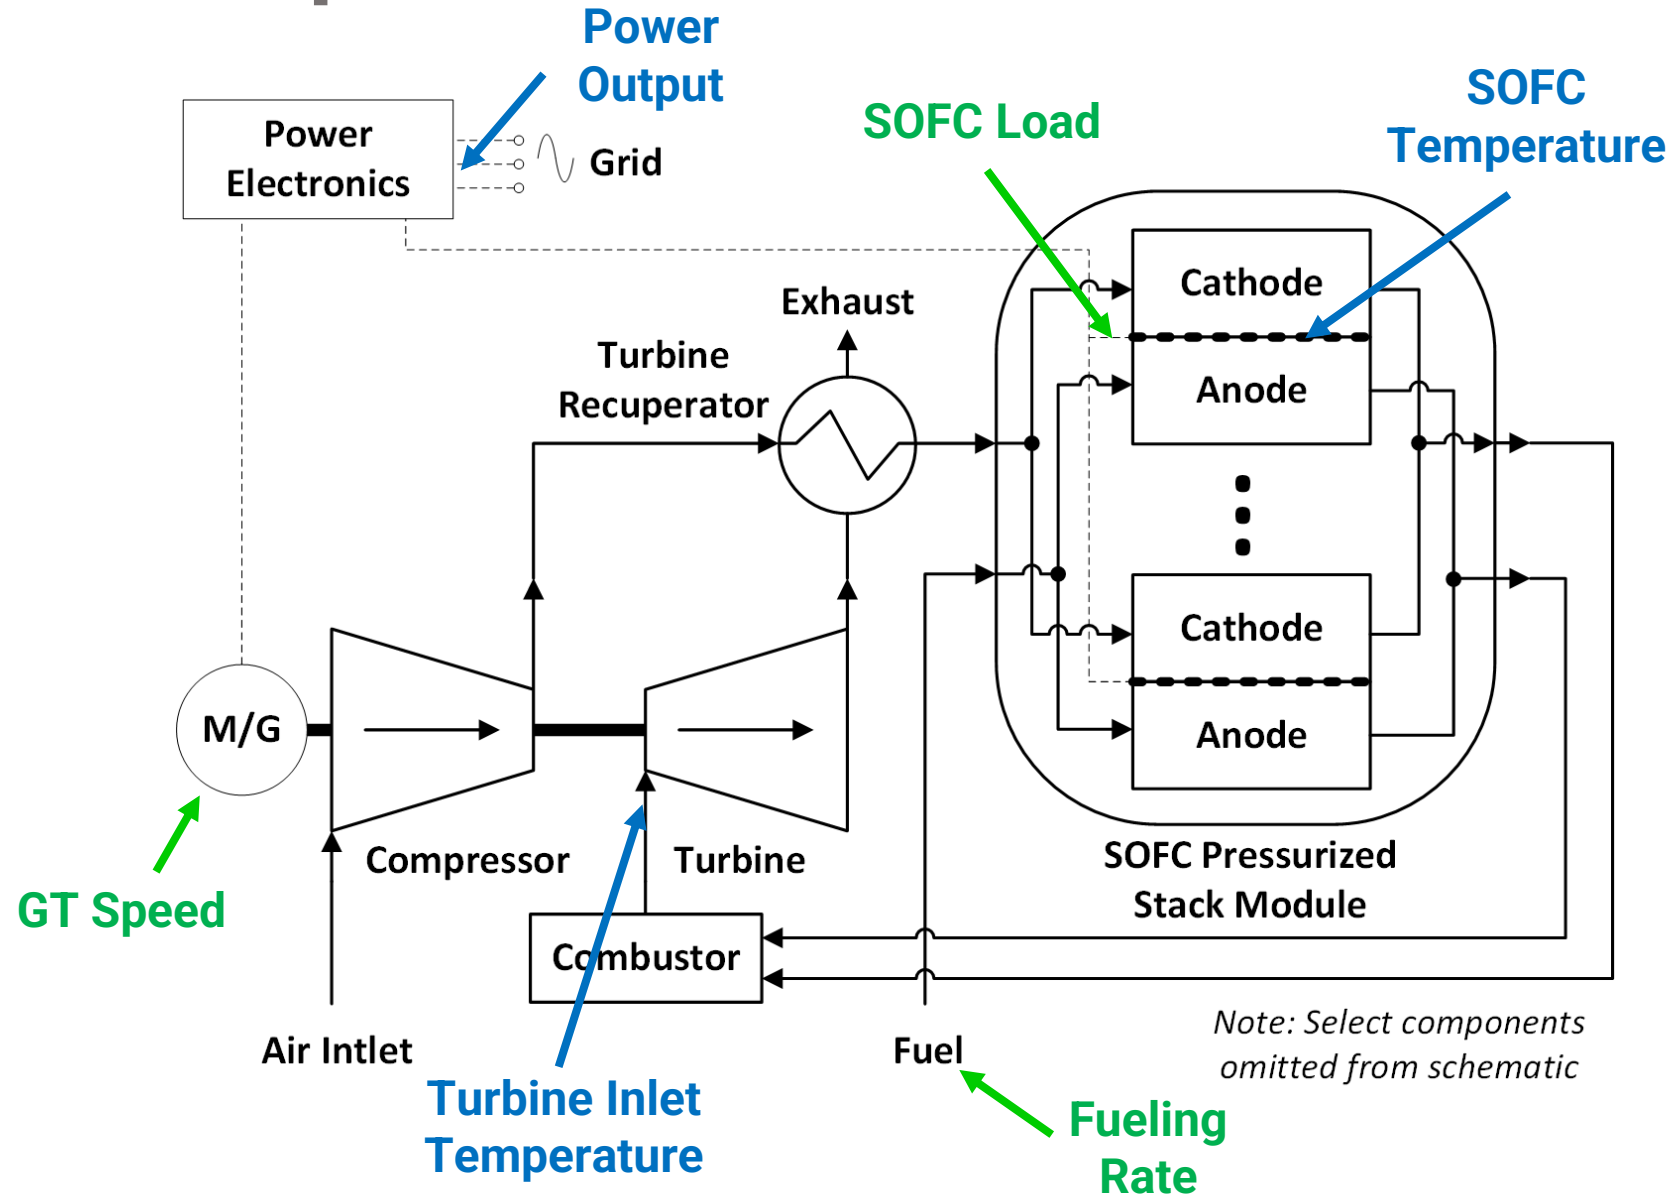 Power
Output
SOFC Load
SOFC
Temperature
Power
Electronics
Grid
Cathode
Anode
Exhaust
Turbine
Recuperator
Cathode
Anode
M/G
Compressor
Turbine
SOFC Pressurized
Stack Module
GT Speed
Combustor
Air Intlet
Fuel
Note: Select components
omitted from schematic
Turbine Inlet
Temperature
Fueling
Rate